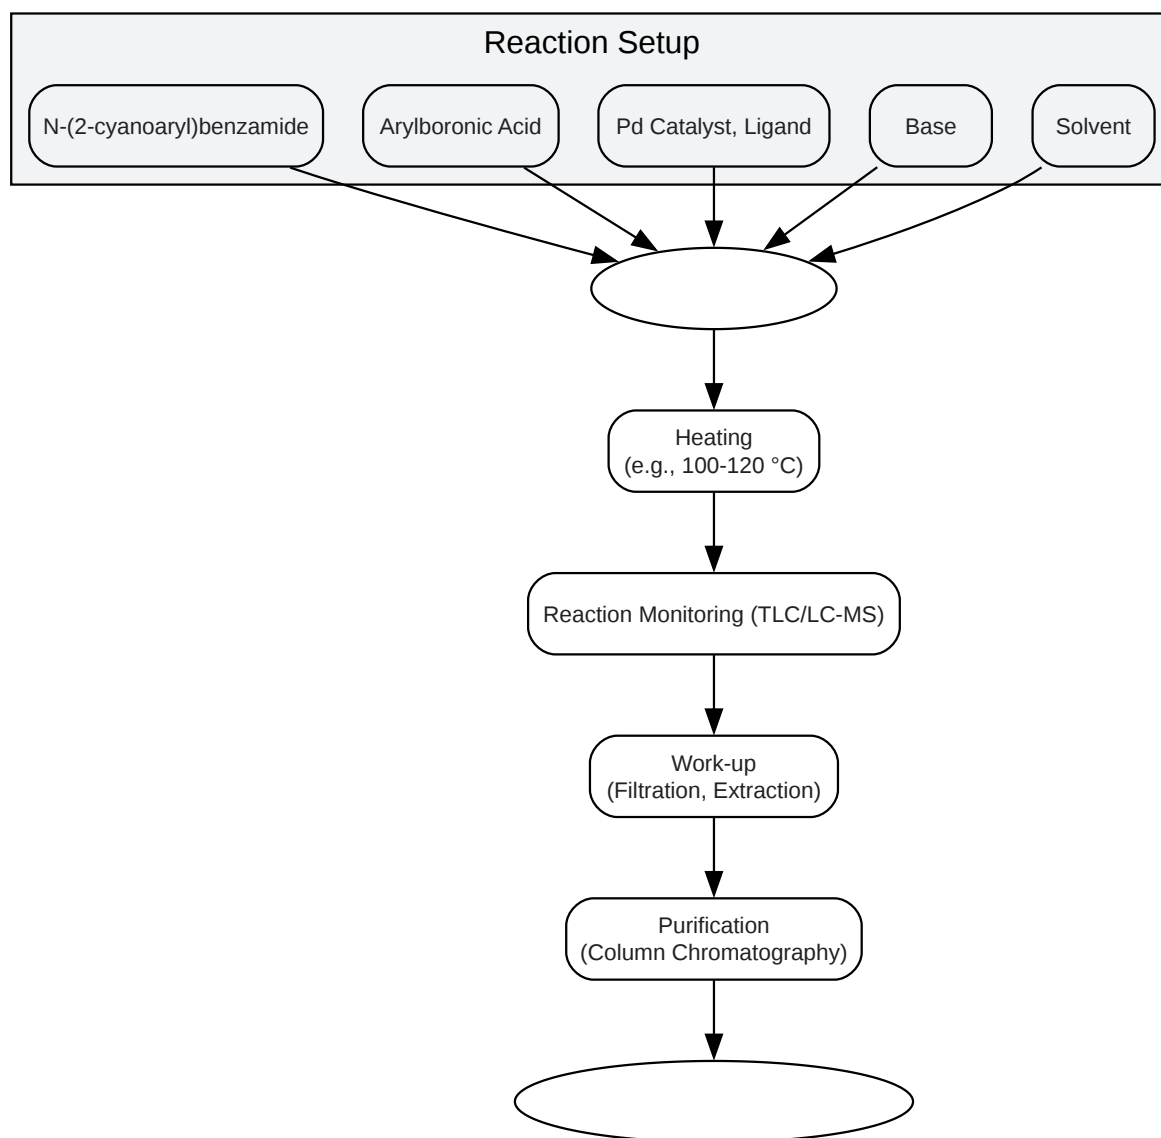 Reaction Setup
N-(2-cyanoaryl)benzamide
Arylboronic Acid
Pd Catalyst, Ligand
Base
Solvent
Heating
(e.g., 100-120 °C)
Reaction Monitoring (TLC/LC-MS)
Work-up
(Filtration, Extraction)
Purification
(Column Chromatography)